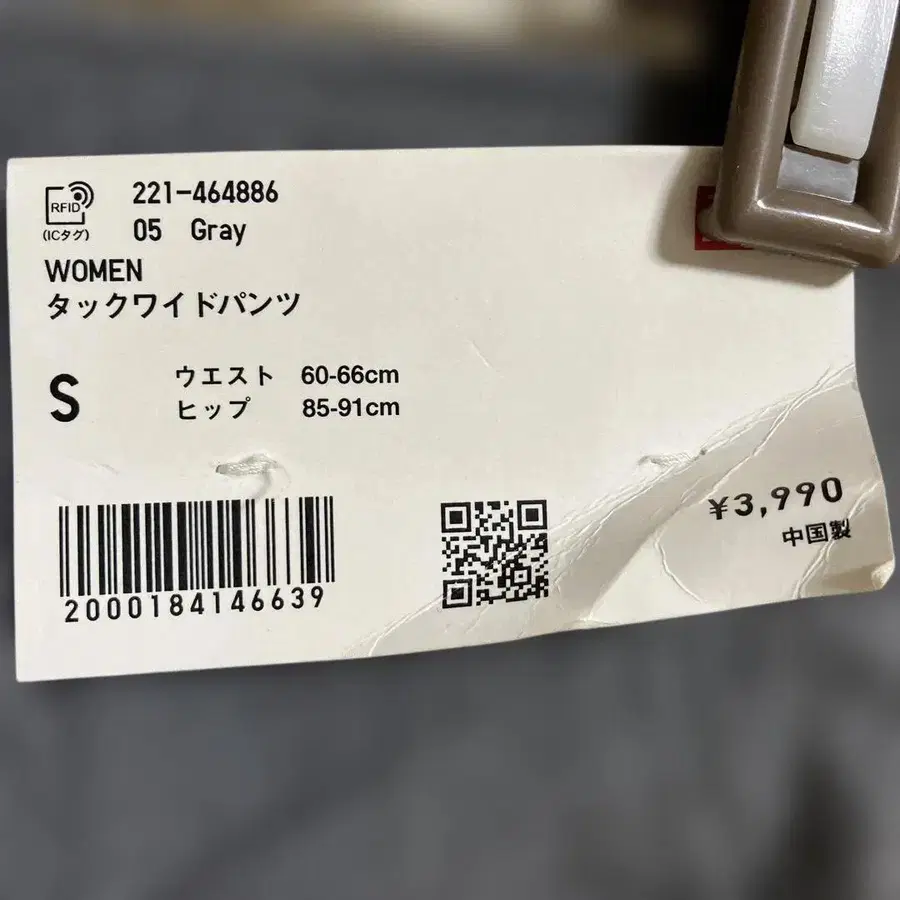 RFID
(ICタグ)
221-464886
05 Gray
WOMEN
タックワイドパンツ
S
ウエスト 60-66cm
ヒップ 85-91cm
2000184146639
¥3,990
中国製